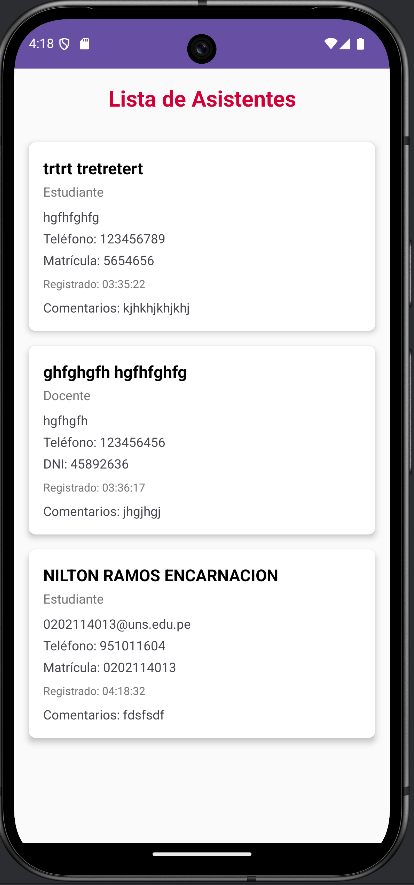 4:18
Lista de Asistentes
trtrt tretretert
Estudiante
hgfhfghfg
Teléfono: 123456789
Matrícula: 5654656
Registrado: 03:35:22
Comentarios: kjhkhjkhjkhj
ghfghgfh hgfhfghfg
Docente
hgfhgfh
Teléfono: 123456456
DNI: 45892636
Registrado: 03:36:17
Comentarios: jhgjhgj
NILTON RAMOS ENCARNACION
Estudiante
0202114013@uns.edu.pe
Teléfono: 951011604
Matrícula: 0202114013
Registrado: 04:18:32
Comentarios: fdsfsdf